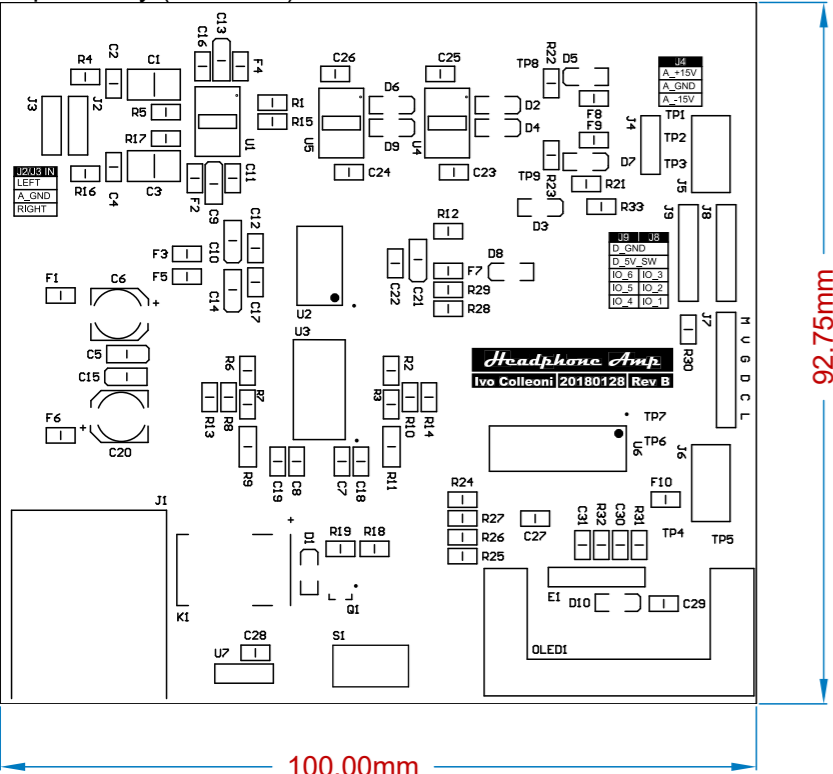 C13
C16
F4
C2
R4
C1
C26
C25
TP8
R22
D5
J4
A_+15V
A_GND
A_-15V
J3
J2
R5
R1
R15
D6
D2
F8
F9
J4
TP1
TP2
TP3
R17
U1
U5
D9
U4
D4
D7
J2/J3 IN
LEFT
A_GND
RIGHT
R16
C4
C3
F2
C9
C11
C24
C23
TP9
R23
R21
J5
R33
D3
C12
R12
J9
J8
F3
C10
F5
C14
C17
U2
C22
C21
F7
R29
R28
D8
J9 J8
D_GND
D_5V_SW
IO_6 IO_3
IO_5 IO_2
IO_4 IO_1
F1
C6
+
U3
J7
M
V
G
D
C
L
R30
92.75mm
C5
C15
R6
R7
R2
R3
Headphone Amp
Ivo Colleoni 20180128 Rev B
R13
R8
R10
R14
TP7
F6
+
C20
R9
C19
C8
C7
C18
R11
U6
TP6
J6
J1
R24
R27
R26
R25
C27
F10
C31
R32
C30
R31
TP4
TP5
+
D1
R19
R18
K1
Q1
E1
D10
C29
C28
U7
S1
OLED1
100.00mm